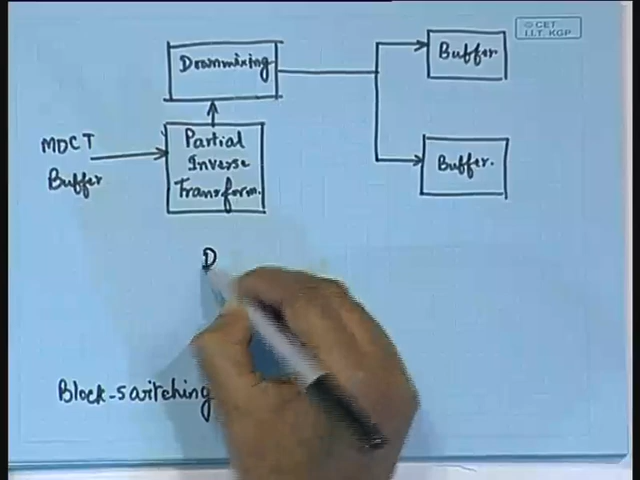 © CET
I.I.T. KGP
Downmixing
Buffer
MDCT
Buffer
Partial
Inverse
Transform.
Buffer.
D
Block-switching